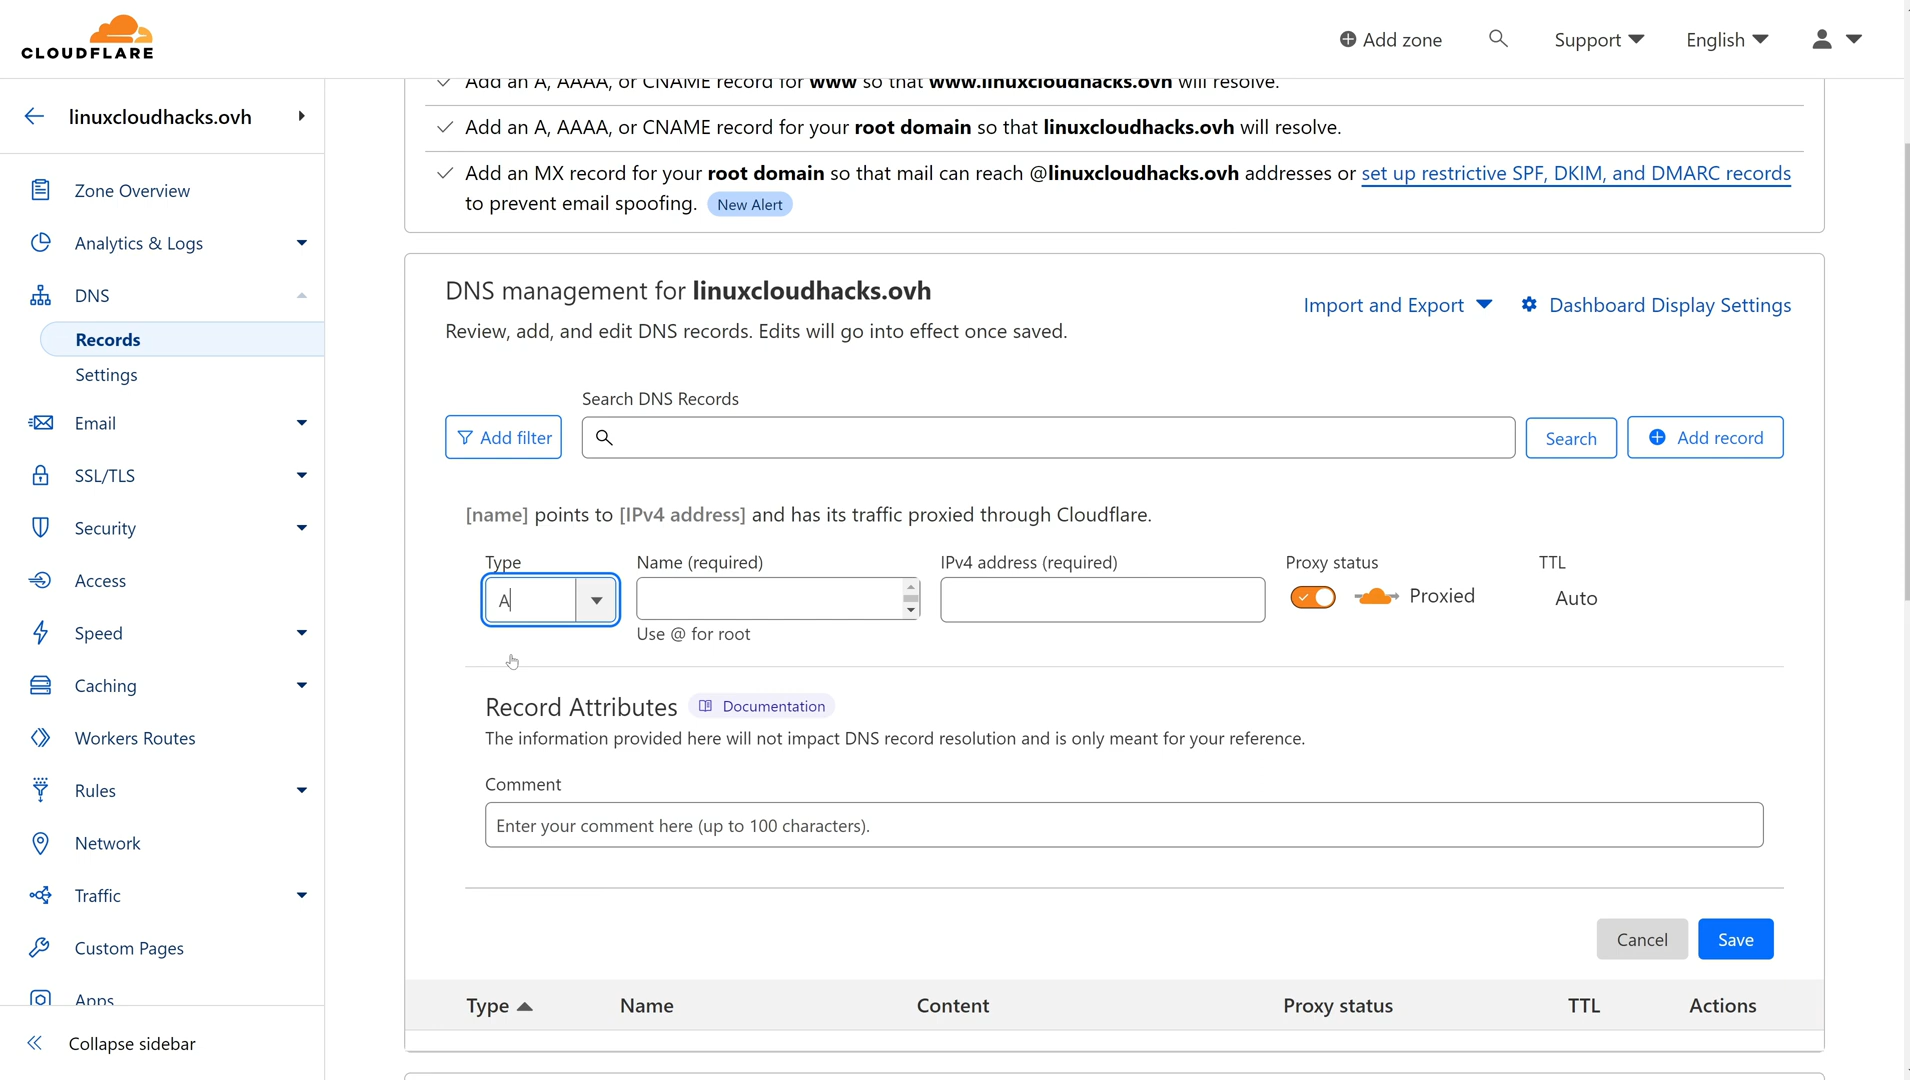 CLOUDFLARE
Add zone
Support
English
linuxcloudhacks.ovh
Zone Overview
Analytics & Logs
DNS
Records
Settings
Email
SSL/TLS
Security
Access
Speed
Caching
Workers Routes
Rules
Network
Traffic
Custom Pages
Apps
Collapse sidebar
Add an A, AAAA, or CNAME record for www so that www.linuxcloudhacks.ovh will resolve.
Add an A, AAAA, or CNAME record for your root domain so that linuxcloudhacks.ovh will resolve.
Add an MX record for your root domain so that mail can reach @linuxcloudhacks.ovh addresses or set up restrictive SPF, DKIM, and DMARC records
to prevent email spoofing. New Alert
DNS management for linuxcloudhacks.ovh
Review, add, and edit DNS records. Edits will go into effect once saved.
Import and Export
Dashboard Display Settings
Search DNS Records
Add filter
Search
Add record
[name] points to [IPv4 address] and has its traffic proxied through Cloudflare.
Type Name (required) IPv4 address (required) Proxy status TTL
A Proxied Auto
Use @ for root
Record Attributes Documentation
The information provided here will not impact DNS record resolution and is only meant for your reference.
Comment
Enter your comment here (up to 100 characters).
Cancel Save
Type Name Content Proxy status TTL Actions